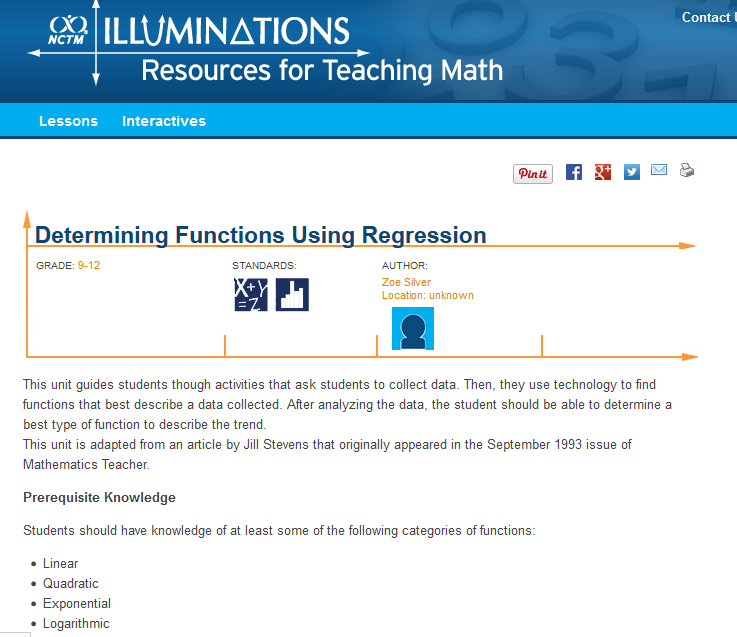 NCTM
ILLUMINATIONS
Resources for Teaching Math
Contact
Lessons Interactives
Pin it
Determining Functions Using Regression
GRADE: 9-12 STANDARDS: AUTHOR:
X+Y
=Z
Zoe Silver
Location: unknown
This unit guides students though activities that ask students to collect data. Then, they use technology to find
functions that best describe a data collected. After analyzing the data, the student should be able to determine a
best type of function to describe the trend.
This unit is adapted from an article by Jill Stevens that originally appeared in the September 1993 issue of
Mathematics Teacher.
Prerequisite Knowledge
Students should have knowledge of at least some of the following categories of functions:
• Linear
• Quadratic
• Exponential
• Logarithmic